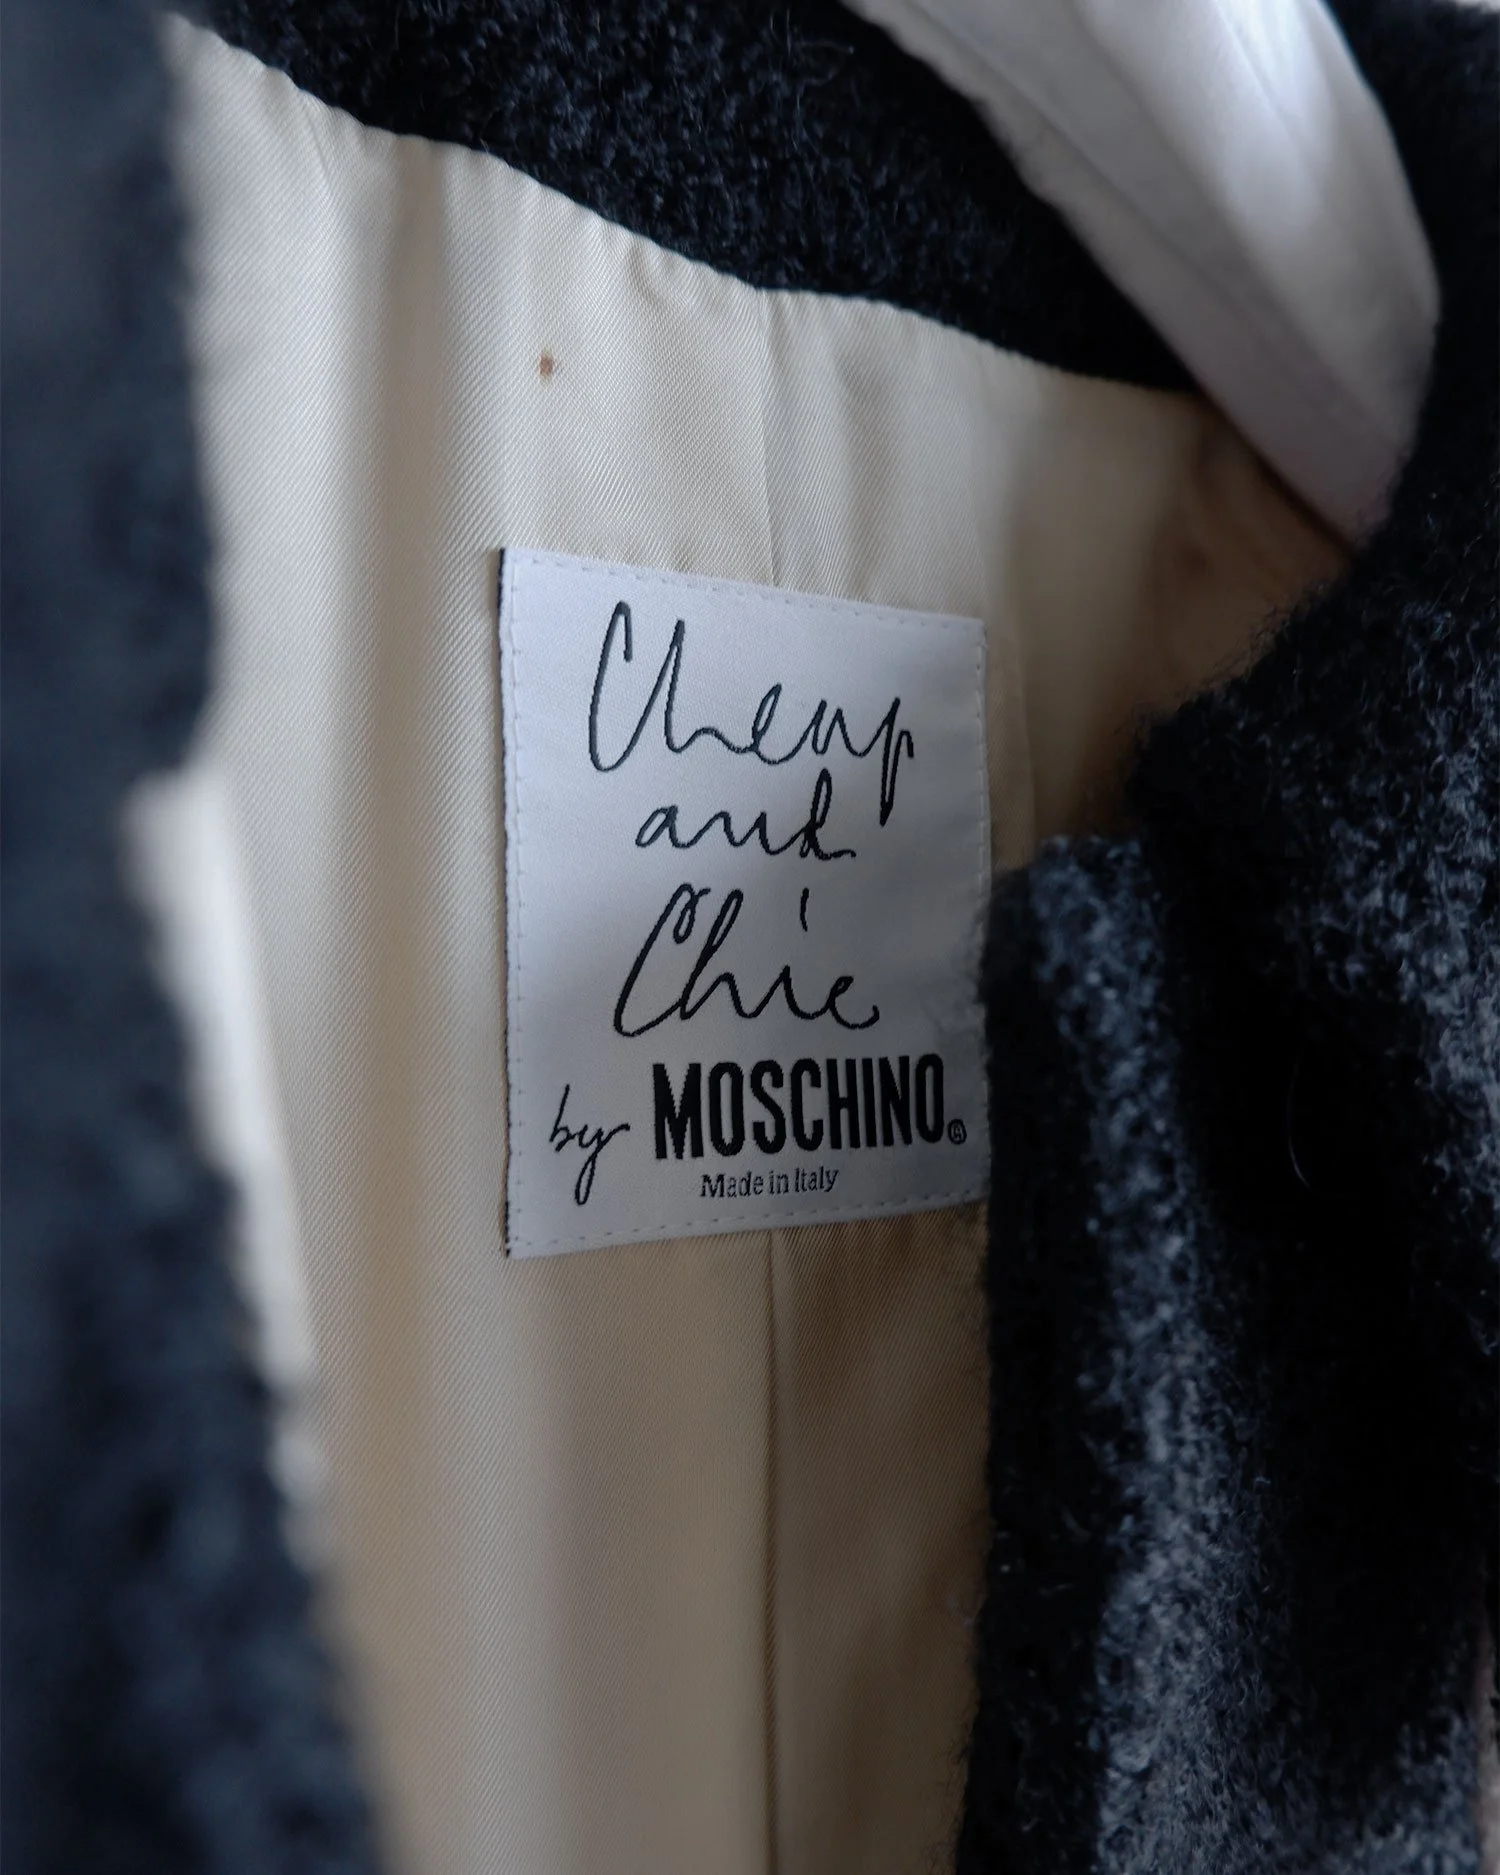 Cheap
and
Chic
by MOSCHINO
Made in Italy